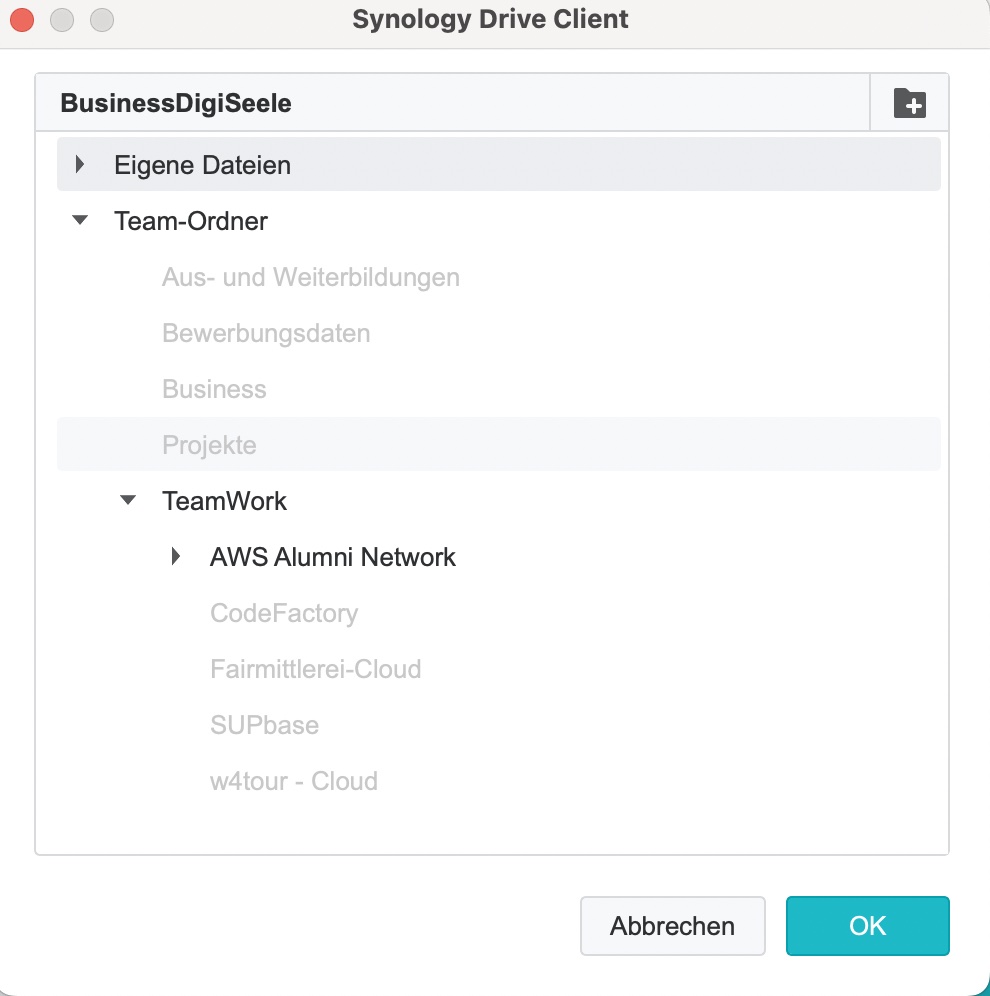 Synology Drive Client
BusinessDigiSeele
Eigene Dateien
Team-Ordner
Aus- und Weiterbildungen
Bewerbungsdaten
Business
Projekte
TeamWork
AWS Alumni Network
CodeFactory
Fairmittlerei-Cloud
SUPbase
w4tour - Cloud
Abbrechen
OK